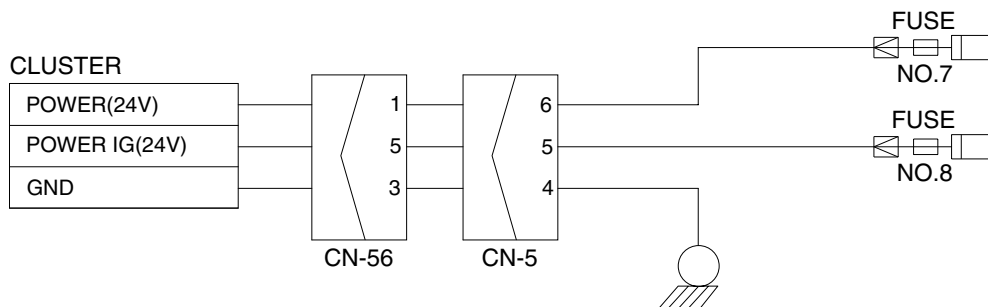 FUSE
NO.7
CLUSTER
POWER(24V) 1 6
FUSE
POWER IG(24V) 5 5
NO.8
GND 3 4
CN-56 CN-5